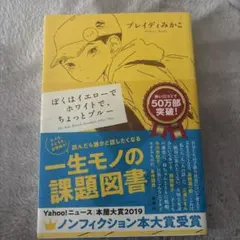 ブレイディみかこ
ぼくはイエローで
ホワイトで、
ちょっとブルー
50万部
突破!
読んだら誰かと話したくなる
一生モノの
課題図書
Yahoo!ニュース|本屋大賞2019
ノンフィクション本大賞受賞